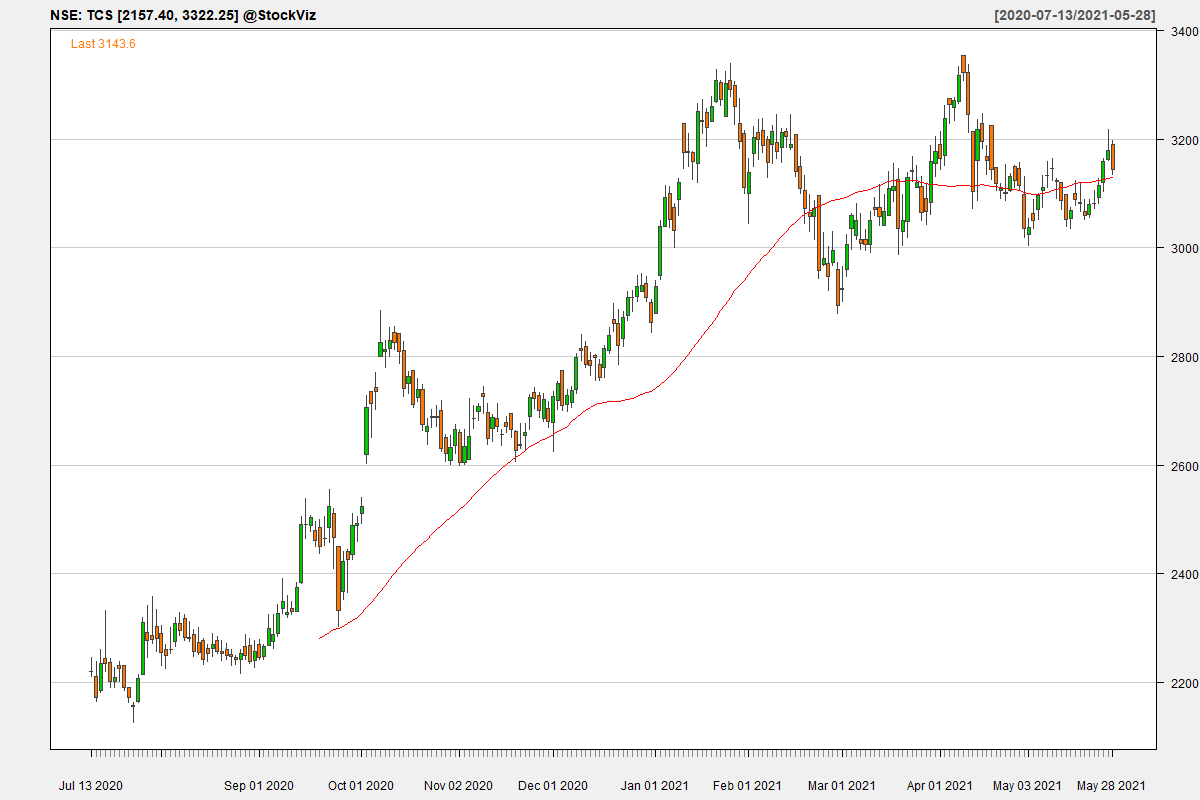 NSE: TCS [2157.40, 3322.25] @StockViz
[2020-07-13/2021-05-28]
Last 3143.6
3400
3200
3000
2800
2600
2400
2200
Jul 13 2020
Sep 01 2020
Oct 01 2020
Nov 02 2020
Dec 01 2020
Jan 01 2021
Feb 01 2021
Mar 01 2021
Apr 01 2021
May 03 2021
May 28 2021